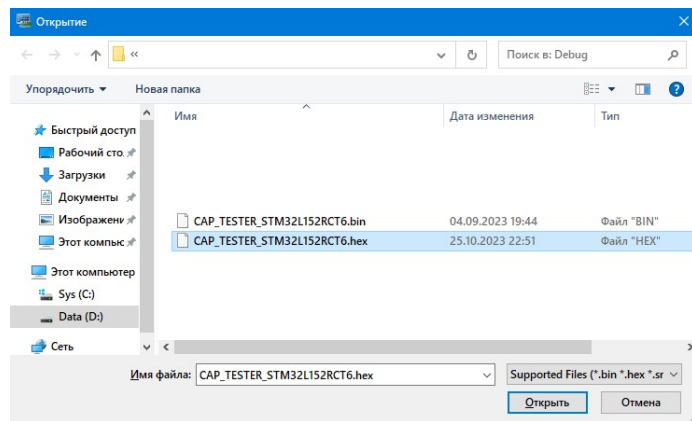 Открытие
«
Поиск в: Debug
Упорядочить
Новая папка
Имя
Дата изменения
Тип
Быстрый доступ
Рабочий сто.
Загрузки
Документы
Изображени
Этот компьюс
CAP_TESTER_STM32L152RCT6.bin 04.09.2023 19:44 Файл "BIN"
CAP_TESTER_STM32L152RCT6.hex 25.10.2023 22:51 Файл "HEX"
Этот компьютер
Sys (C:)
Data (D:)
Сеть
Имя файла: CAP_TESTER_STM32L152RCT6.hex
Supported Files (*.bin *.hex *.sr
Открыть
Отмена